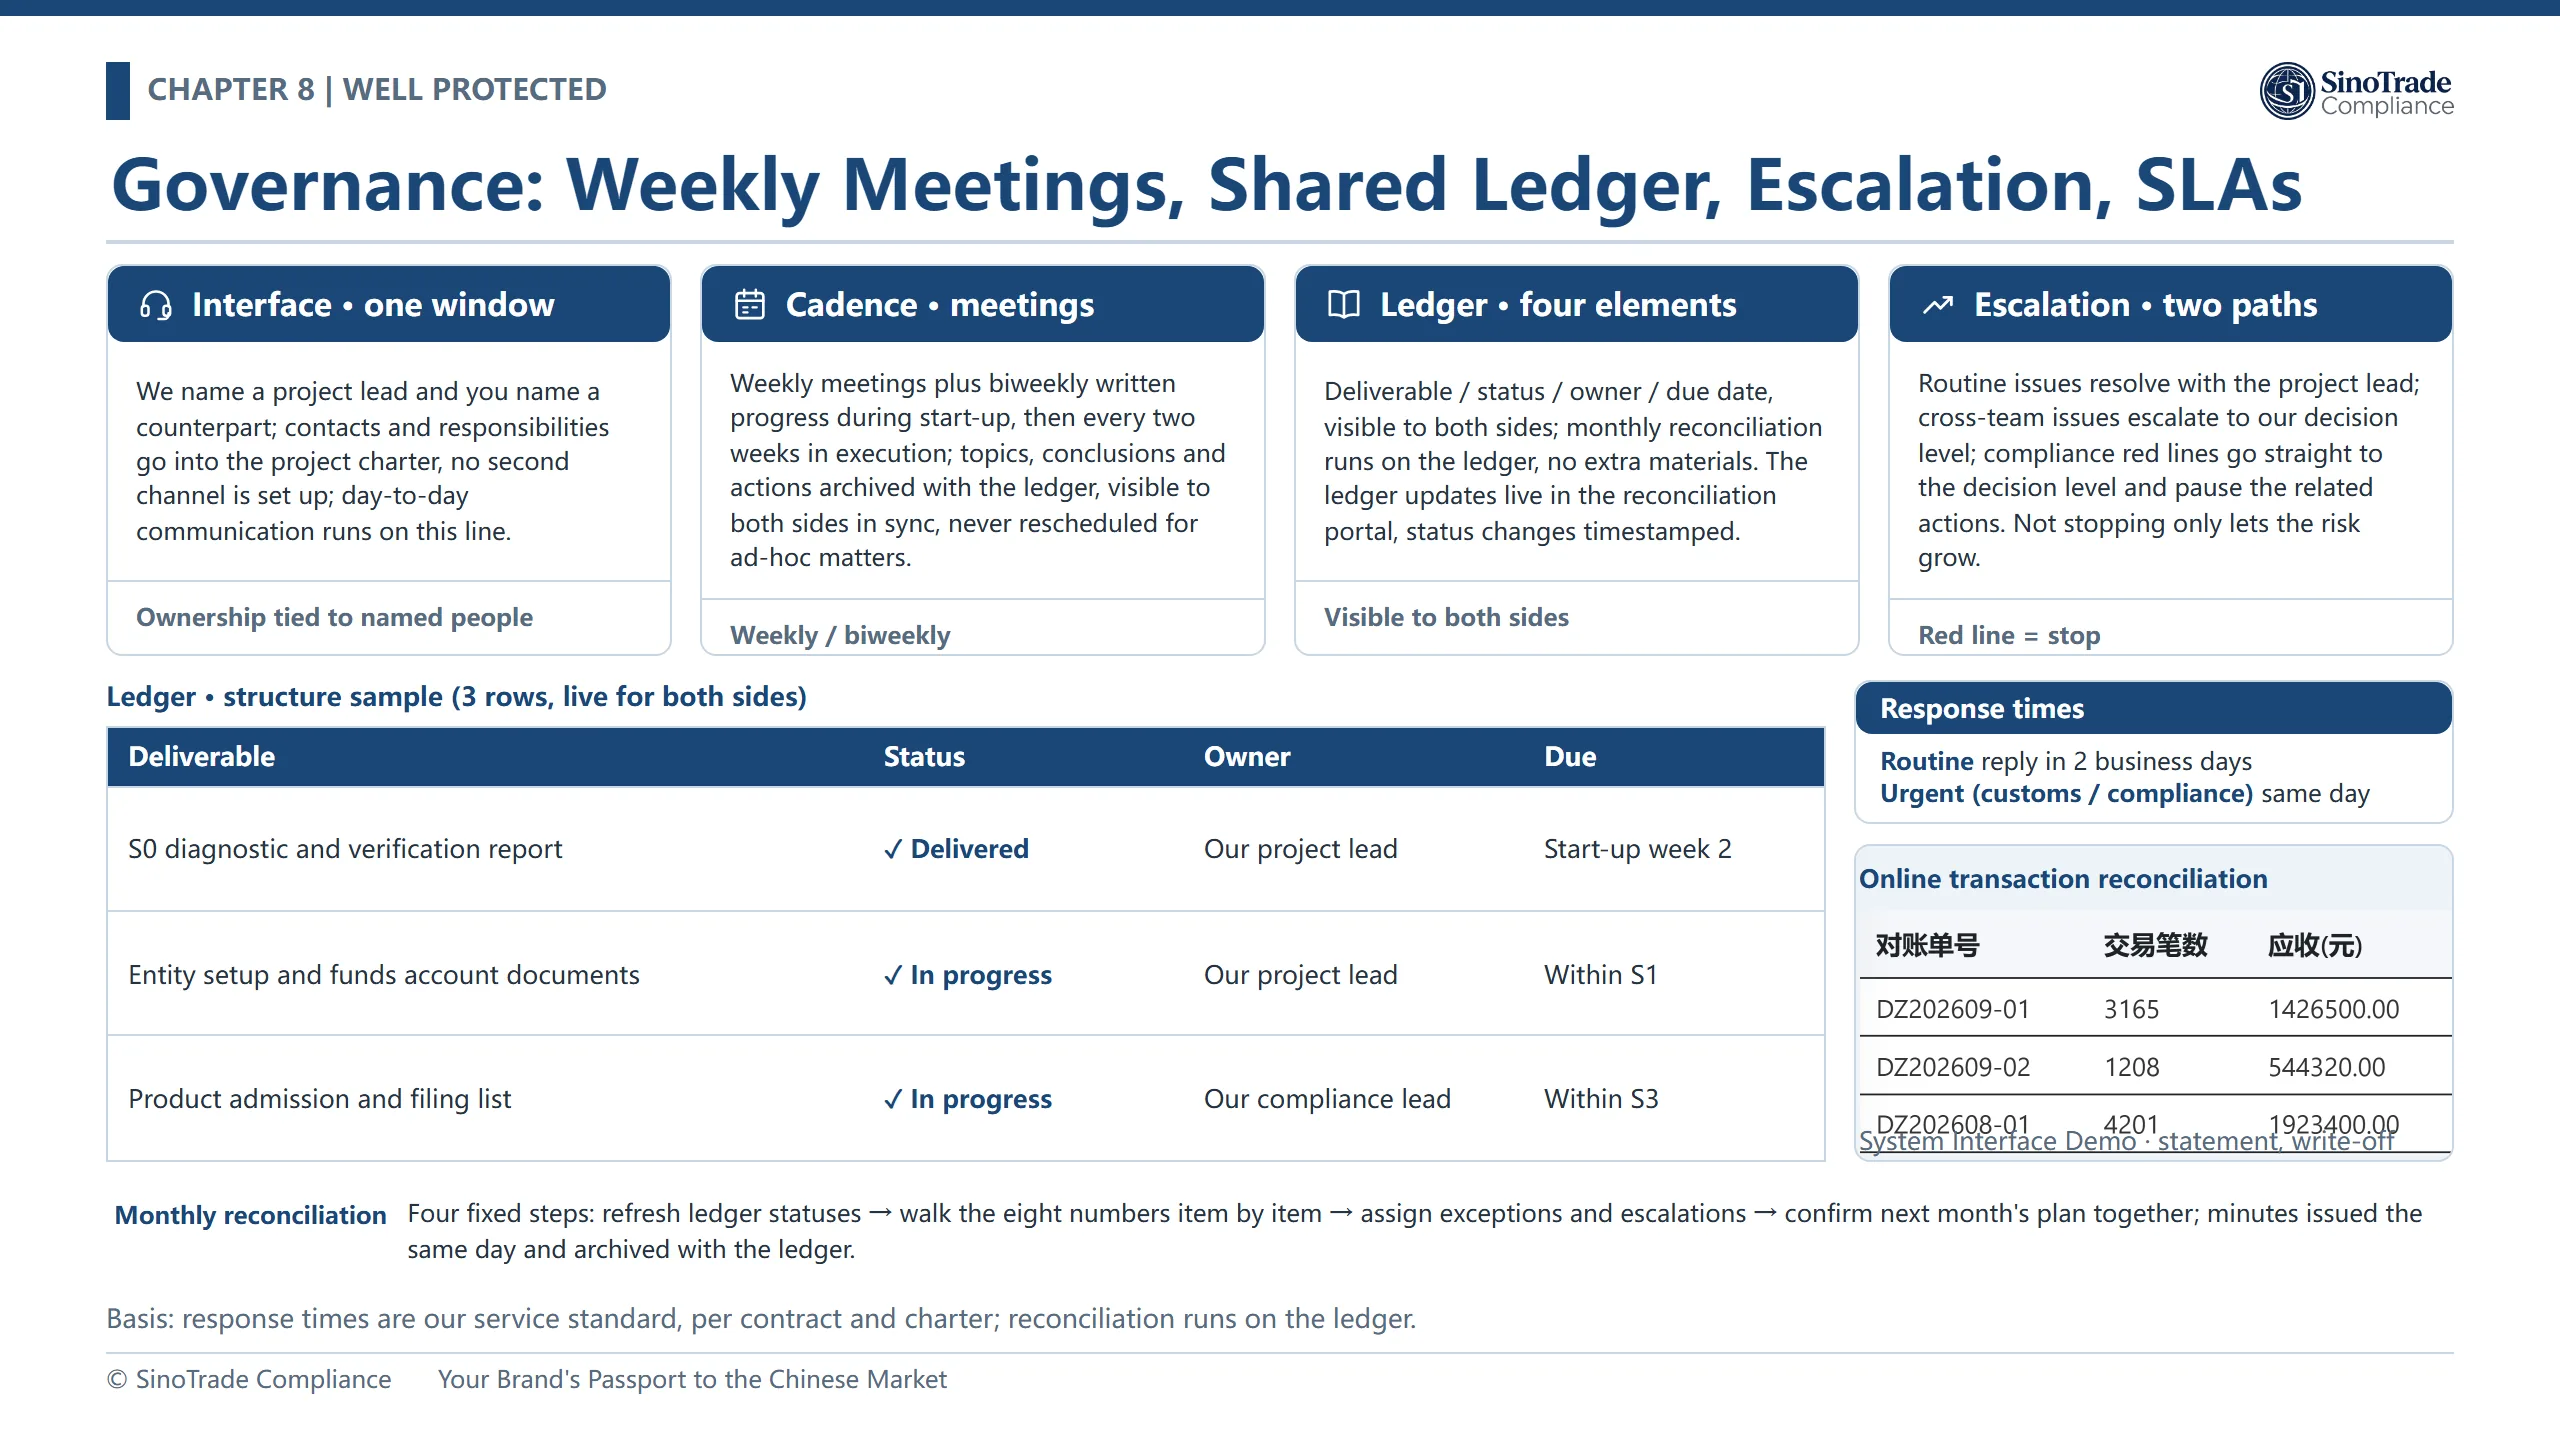 CHAPTER 8 | WELL PROTECTED
SinoTrade
Compliance
Governance: Weekly Meetings, Shared Ledger, Escalation, SLAs
Interface • one window
We name a project lead and you name a
counterpart; contacts and responsibilities
go into the project charter, no second
channel is set up; day-to-day
communication runs on this line.
Ownership tied to named people
Cadence • meetings
Weekly meetings plus biweekly written
progress during start-up, then every two
weeks in execution; topics, conclusions and
actions archived with the ledger, visible to
both sides in sync, never rescheduled for
ad-hoc matters.
Weekly / biweekly
Ledger • four elements
Deliverable / status / owner / due date,
visible to both sides; monthly reconciliation
runs on the ledger, no extra materials. The
ledger updates live in the reconciliation
portal, status changes timestamped.
Visible to both sides
Escalation • two paths
Routine issues resolve with the project lead;
cross-team issues escalate to our decision
level; compliance red lines go straight to
the decision level and pause the related
actions. Not stopping only lets the risk
grow.
Red line = stop
Ledger • structure sample (3 rows, live for both sides)
Deliverable Status Owner Due
S0 diagnostic and verification report ✓ Delivered Our project lead Start-up week 2
Entity setup and funds account documents ✓ In progress Our project lead Within S1
Product admission and filing list ✓ In progress Our compliance lead Within S3
Response times
Routine reply in 2 business days
Urgent (customs / compliance) same day
Online transaction reconciliation
对账单号 交易笔数 应收(元)
DZ202609-01 3165 1426500.00
DZ202609-02 1208 544320.00
DZ202608-01 4201 1923400.00
System Interface Demo · statement, write-off
Monthly reconciliation Four fixed steps: refresh ledger statuses → walk the eight numbers item by item → assign exceptions and escalations → confirm next month's plan together; minutes issued the
same day and archived with the ledger.
Basis: response times are our service standard, per contract and charter; reconciliation runs on the ledger.
© SinoTrade Compliance Your Brand's Passport to the Chinese Market